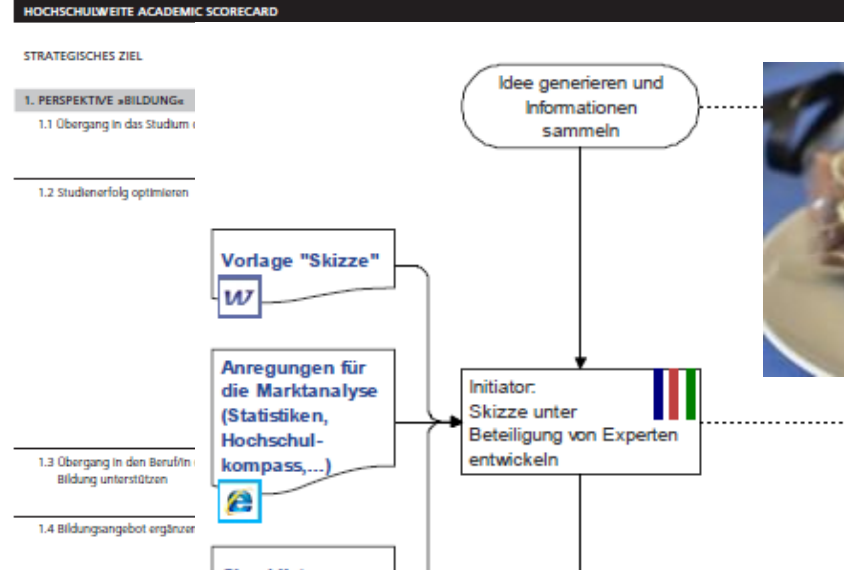 HOCHSCHULWEITE ACADEMIC SCORECARD
STRATEGISCHES ZIEL
1. PERSPEKTIVE »BILDUNG«
1.1 Übergang in das Studium
1.2 Studienerfolg optimieren
1.3 Übergang in den Beruf/in
Bildung unterstützen
1.4 Bildungsangebot ergänzen
Idee generieren und
Informationen
sammeln
Vorlage "Skizze"
W
Anregungen für
die Marktanalyse
(Statistiken,
Hochschul-
kompass,...)
Initiator:
Skizze unter
Beteiligung von Experten
entwickeln